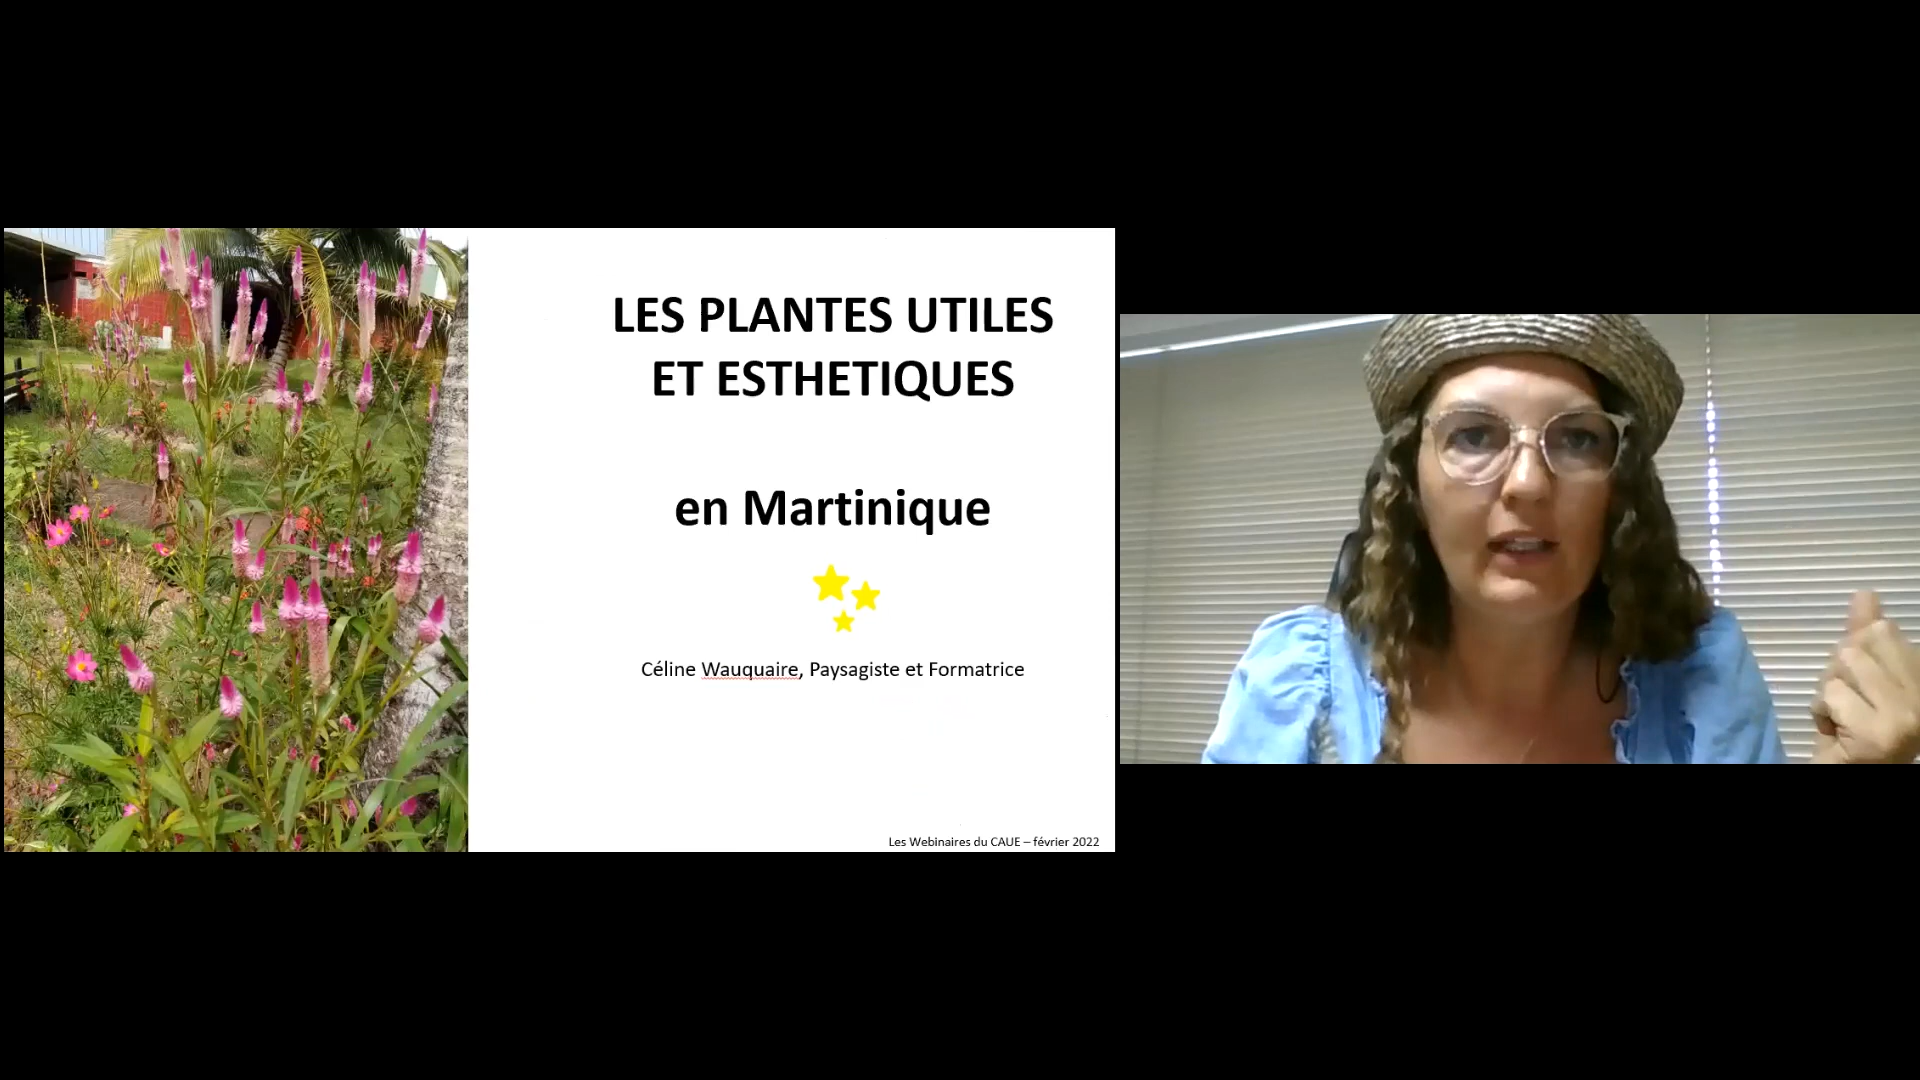 LES PLANTES UTILES
ET ESTHETIQUES
en Martinique
Céline Wauquaire, Paysagiste et Formatrice
Les Webinaires du CAUE – février 2022